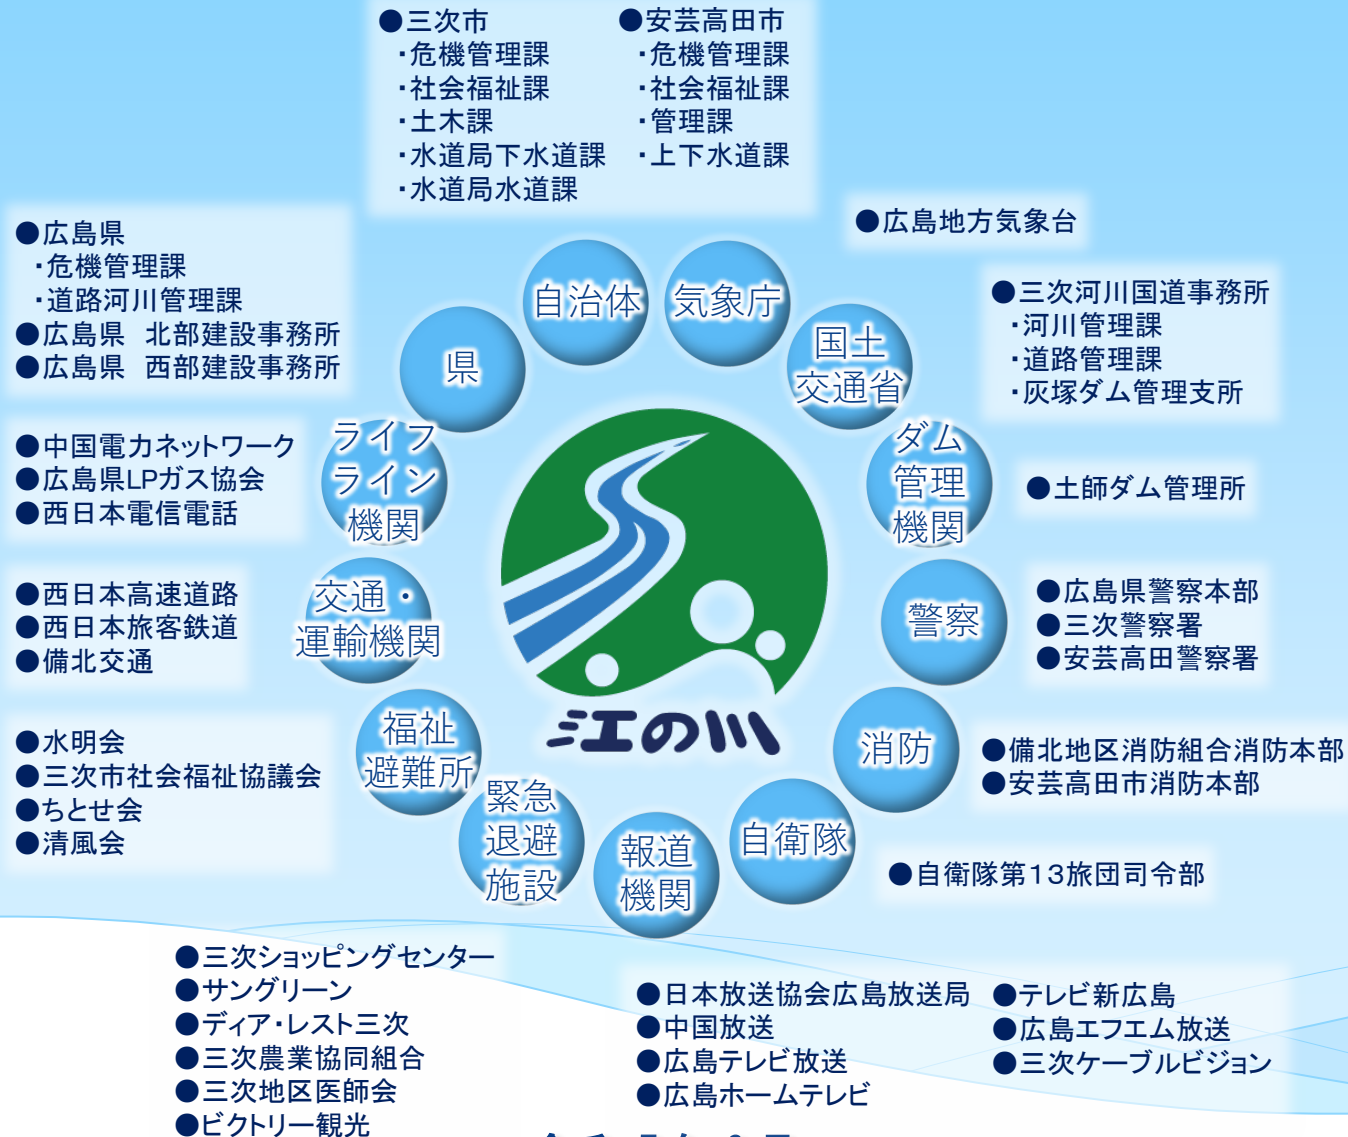 ●三次市
・危機管理課
・社会福祉課
・土木課
・水道局下水道課
・水道局水道課
●安芸高田市
・危機管理課
・社会福祉課
・管理課
・上下水道課
●広島地方気象台
●広島県
・危機管理課
・道路河川管理課
●広島県 北部建設事務所
●広島県 西部建設事務所
●三次河川国道事務所
・河川管理課
・道路管理課
・灰塚ダム管理支所
自治体
気象庁
県
国土
交通省
ライフ
ライン
機関
ダム
管理
機関
●中国電力ネットワーク
●広島県LPガス協会
●西日本電信電話
●土師ダム管理所
交通・
運輸機関
警察
●西日本高速道路
●西日本旅客鉄道
●備北交通
●広島県警察本部
●三次警察署
●安芸高田警察署
江の川
福祉
避難所
消防
●水明会
●三次市社会福祉協議会
●ちとせ会
●清風会
●備北地区消防組合消防本部
●安芸高田市消防本部
緊急
退避
施設
報道
機関
自衛隊
●自衛隊第13旅団司令部
●三次ショッピングセンター
●サングリーン
●ディア・レスト三次
●三次農業協同組合
●三次地区医師会
●ビクトリー観光
●日本放送協会広島放送局
●中国放送
●広島テレビ放送
●広島ホームテレビ
●テレビ新広島
●広島エフエム放送
●三次ケーブルビジョン